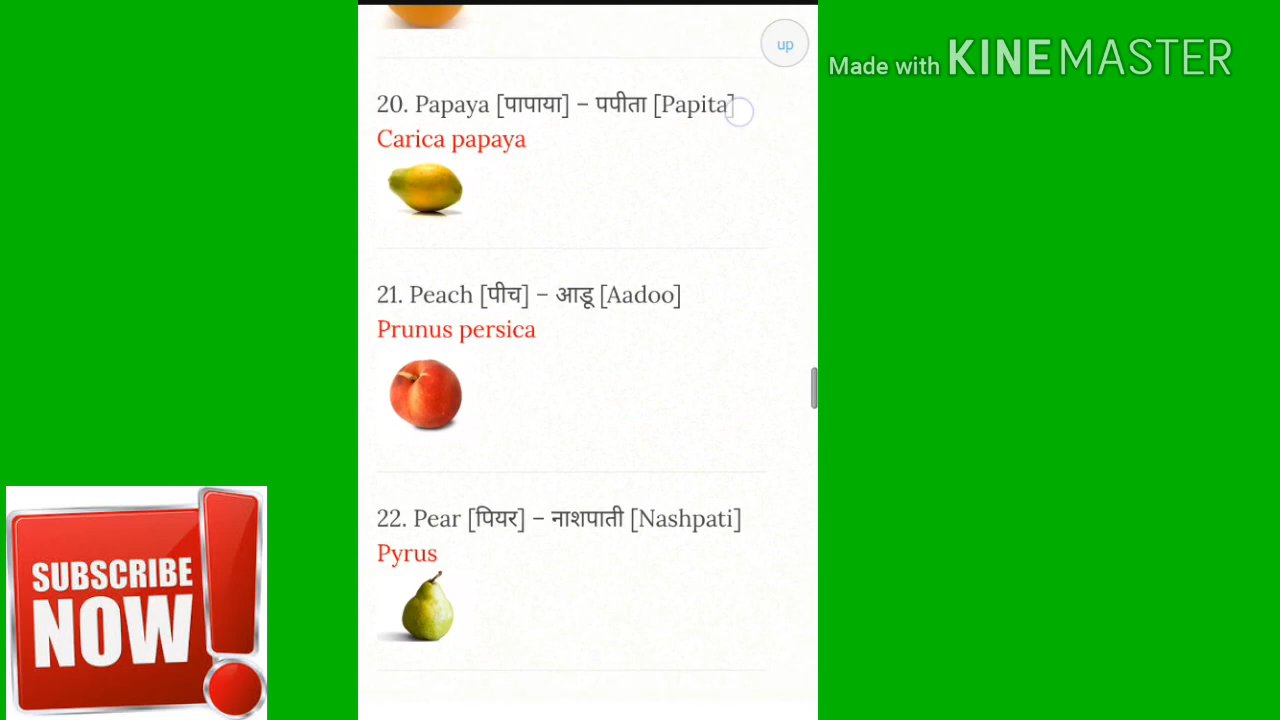 up
Made with KINEMASTER
20. Papaya [पापाया] – पपीता [Papita]
Carica papaya
21. Peach [पीच] – आडू [Aadoo]
Prunus persica
22. Pear [पियर] – नाशपाती [Nashpati]
Pyrus
SUBSCRIBE
NOW